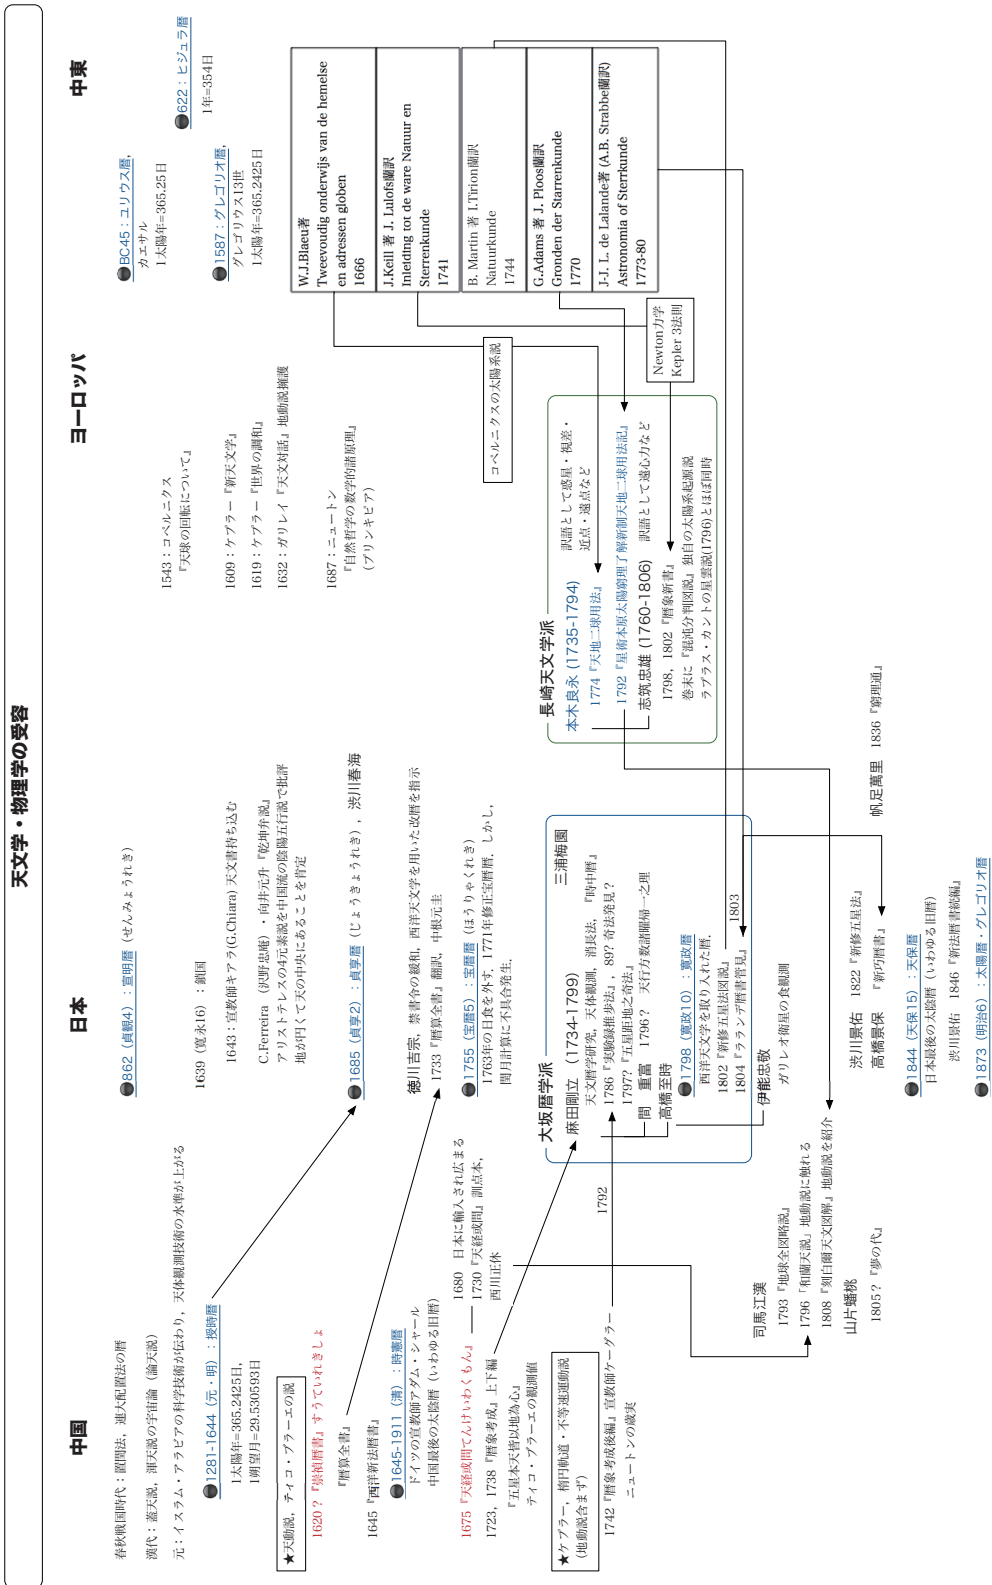 天文学・物理学の受容
中国
春秋戦国時代：置閏法，連大配置法の暦
漢代：蓋天説，渾天説の宇宙論（論天説）
元：イスラム・アラビアの科学技術が伝わり，天体観測技術の水準が上がる
●1281-1644（元・明）：授時暦
1太陽年=365.2425日，
1朔望月=29.530593日
★天動説，ティコ・ブラーエの説
1620？『崇禎暦書』すうていれきしょ
『暦算全書』
1645『西洋新法暦書』
●1645-1911（清）：時憲暦
ドイツの宣教師アダム・シャール
中国最後の太陰暦（いわゆる旧暦）
1675『天経或問てんけいわくもん』
1723，1738『暦象考成』上下編
『五星本天皆以地為心』
ティコ・ブラーエの観測値
★ケプラー，楕円軌道・不等速運動説
(地動説含まず)
1742『暦象考成後編』宣教師ケーグラー
ニュートンの歳実
1680　日本に輸入され広まる
1730『天経或問』訓点本，
西川正休
1792
司馬江漢
1793『地球全図略説』
1796「和蘭天説」地動説に触れる
1808『刻白爾天文図解』地動説を紹介
山片蟠桃
1805？『夢の代』
日本
●862（貞観4）：宣明暦（せんみょうれき）
1639（寛永16）：鎖国
1643：宣教師キアラ(G.Chiara) 天文書持ち込む
C.Ferreira（沢野忠庵）・向井元升『乾坤弁説』
アリストテレスの4元素説を中国流の陰陽五行説で批評
地が円くて天の中央にあることを肯定
●1685（貞享2）：貞享暦（じょうきょうれき），渋川春海
徳川吉宗，禁書令の緩和，西洋天文学を用いた改暦を指示
1733『暦算全書』翻訳，中根元圭
●1755（宝暦5）：宝暦暦（ほうりゃくれき）
1763年の日食を外す．1771年修正宝暦暦．しかし，
閏月計算に不具合発生．
大坂暦学派
麻田剛立　(1734-1799)
三浦梅園
天文暦学研究，天体観測，消長法，『時中暦』
1786『実験録推歩法』，89？奇法発見？
1797？『五星距地之奇法』
間　重富　1796？　天行方数諸曜帰一之理
高橋至時
●1798（寛政10）：寛政暦
西洋天文学を取り入れた暦．
1802『新修五星法図説』
1804『ラランデ暦書管見』
1803
伊能忠敬
ガリレオ衛星の食観測
渋川景佑　1822『新修五星法』
高橋景保　『新巧暦書』
●1844（天保15）：天保暦
日本最後の太陰暦（いわゆる旧暦）
渋川景佑　1846『新法暦書続編』
●1873（明治6）：太陽暦・グレゴリオ暦
帆足萬里　1836『窮理通』
ヨーロッパ
1543：コペルニクス
『天球の回転について』
1609：ケプラー『新天文学』
1619：ケプラー『世界の調和』
1632：ガリレイ『天文対話』地動説擁護
1687：ニュートン
『自然哲学の数学的諸原理』
（プリンキピア）
コペルニクスの太陽系説
長崎天文学派
本木良永 (1735-1794)
訳語として惑星・視差・
近点・遠点など
1774『天地二球用法』
1792『星術本原太陽窮理了解新制天地二球用法記』
志筑忠雄 (1760-1806)
訳語として遠心力など
1798，1802『暦象新書』
巻末に『混沌分判図説』独自の太陽系起源説
ラプラス・カントの星雲説(1796)とほぼ同時
Newton力学
Kepler 3法則
中東
●BC45：ユリウス暦，
カエサル
1太陽年=365.25日
●1587：グレゴリオ暦，
グレゴリウス13世
1太陽年=365.2425日
●622：ヒジュラ暦
1年=354日
W.J.Blaeu著
Tweevoudig onderwijs van de hemelse
en adressen globen
1666
J.Keill 著 J. Lulofs蘭訳
Inleiding tot de ware Natuur en
Sterrenkunde
1741
B. Martin 著 I.Tirion蘭訳
Natuurkunde
1744
G.Adams 著 J. Ploos蘭訳
Gronden der Starrenkunde
1770
J-J. L. de Lalande著 (A.B. Strabbe蘭訳)
Astronomia of Sterrkunde
1773-80